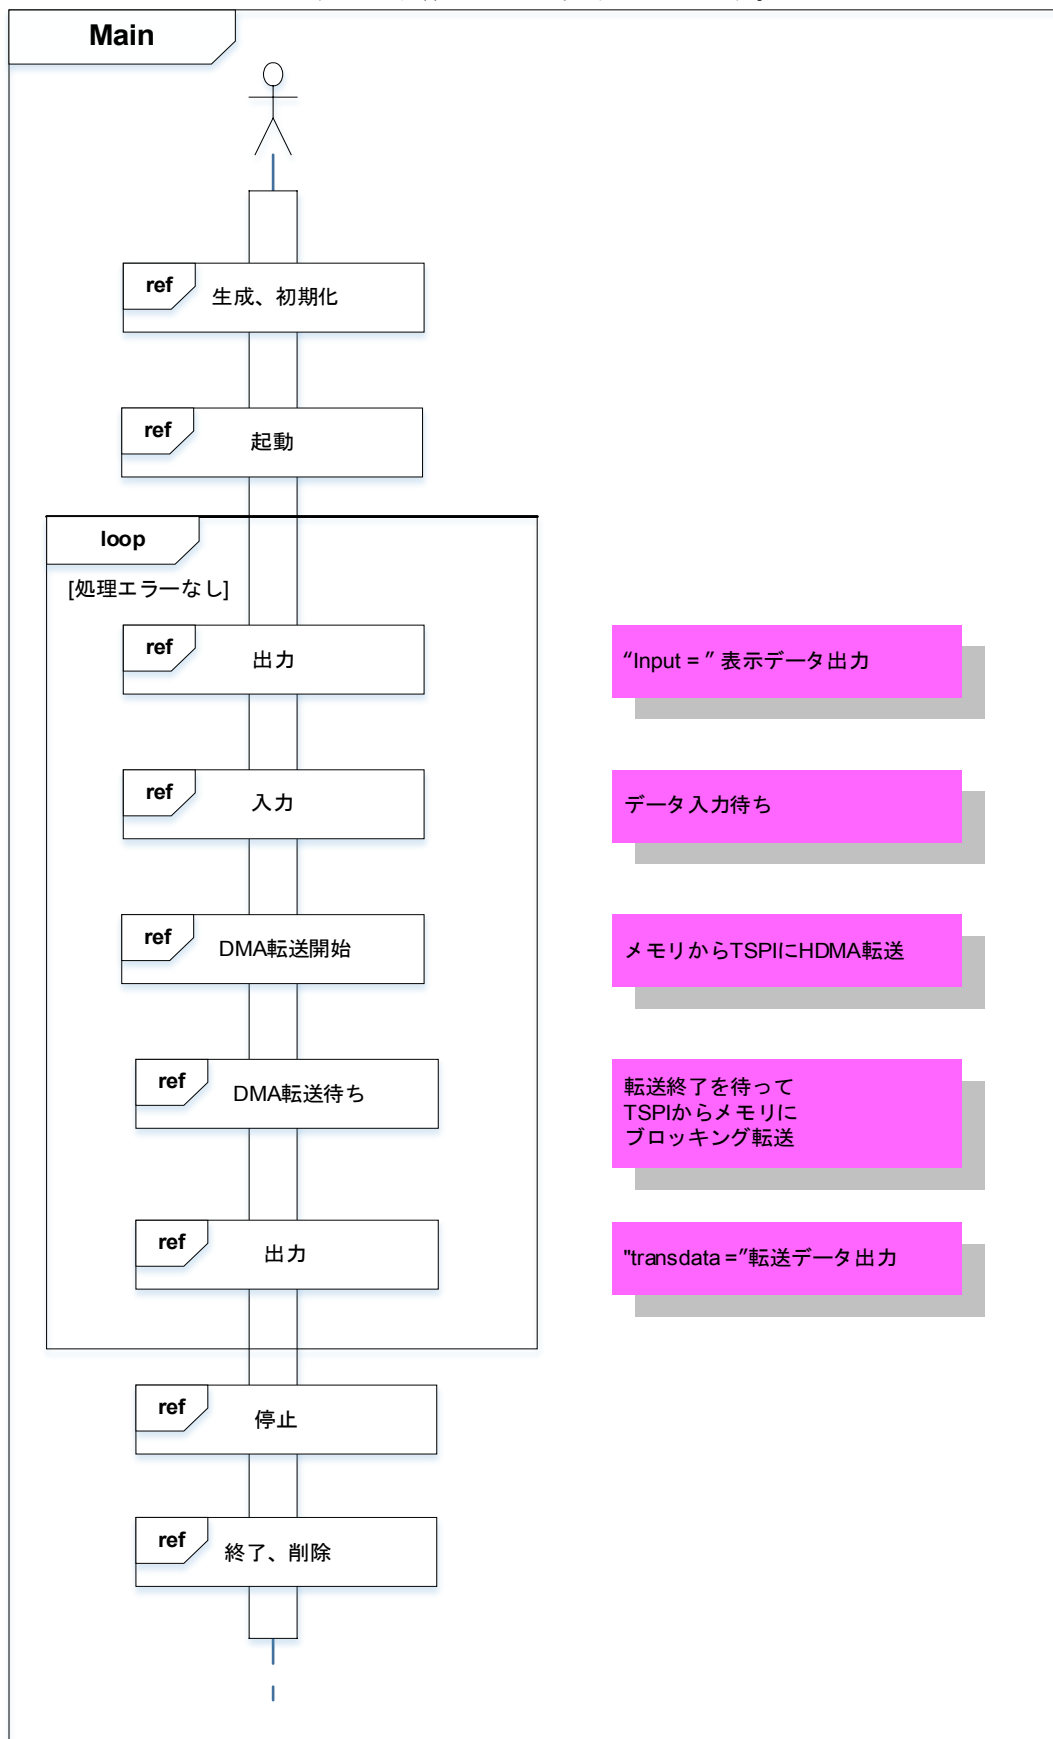 Main
ref
生成、初期化
ref
起動
loop
[処理エラーなし]
ref
出力
“Input = ” 表示データ出力
ref
入力
データ入力待ち
ref
DMA転送開始
メモリからTSPIにHDMA転送
ref
DMA転送待ち
転送終了を待って
TSPIからメモリに
ブロッキング転送
ref
出力
"transdata =”転送データ出力
ref
停止
ref
終了、削除